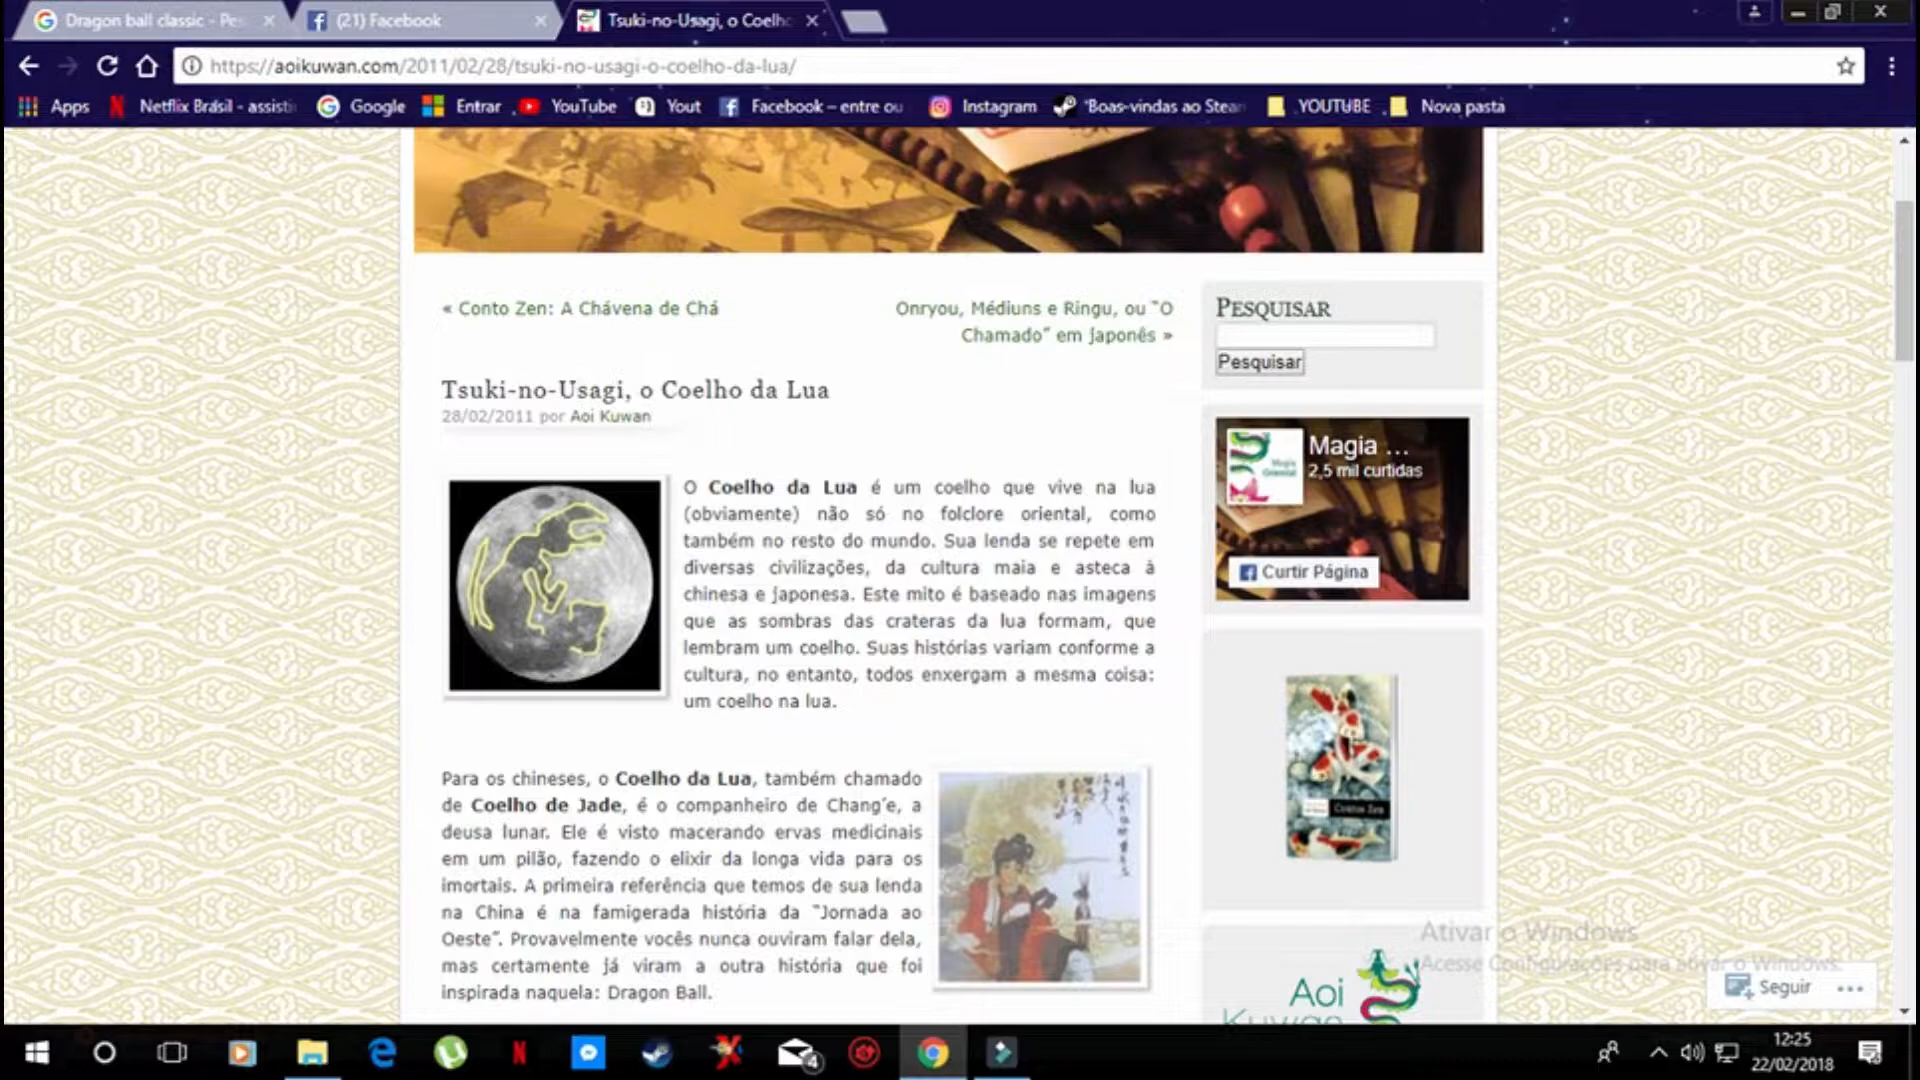 Dragon ball classic - Pes
(21) Facebook
Tsuki-no-Usagi, o Coelho
https://aoikuwan.com/2011/02/28/tsuki-no-usagi-o-coelho-da-lua/
Apps
Netflix Brasil - assisti
Google
Entrar
YouTube
Yout
Facebook – entre ou
Instagram
Boas-vindas ao Stea
YOUTUBE
Nova pasta
« Conto Zen: A Chávena de Chá
Onryou, Médiuns e Ringu, ou “O
Chamado” em japonês »
Tsuki-no-Usagi, o Coelho da Lua
28/02/2011 por Aoi Kuwan
O Coelho da Lua é um coelho que vive na lua
(obviamente) não só no folclore oriental, como
também no resto do mundo. Sua lenda se repete em
diversas civilizações, da cultura maia e asteca à
chinesa e japonesa. Este mito é baseado nas imagens
que as sombras das crateras da lua formam, que
lembram um coelho. Suas histórias variam conforme a
cultura, no entanto, todos enxergam a mesma coisa:
um coelho na lua.
Para os chineses, o Coelho da Lua, também chamado
de Coelho de Jade, é o companheiro de Chang’e, a
deusa lunar. Ele é visto macerando ervas medicinais
em um pilão, fazendo o elixir da longa vida para os
imortais. A primeira referência que temos de sua lenda
na China é na famigerada história da “Jornada ao
Oeste”. Provavelmente vocês nunca ouviram falar dela,
mas certamente já viram a outra história que foi
inspirada naquela: Dragon Ball.
Pesquisar
Pesquisar
Magia ...
2,5 mil curtidas
Magia Oriental
Curtir Página
Contos Zen
Aoi
Kuwan
Ativar o Windows
Acesse Configurações para ativar o Windows.
Seguir
4
12:25
22/02/2018